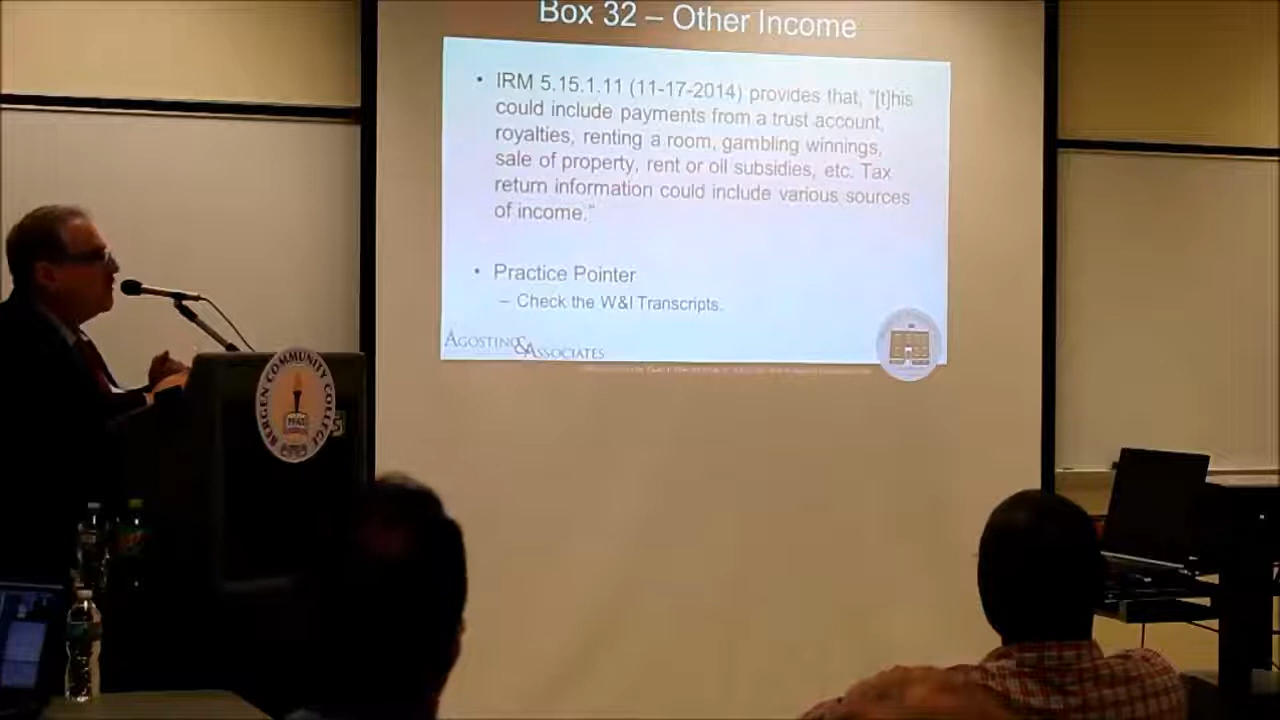 Box 32 – Other Income
• IRM 5.15.1.11 (11-17-2014) provides that, "[t]his
could include payments from a trust account,
royalties, renting a room, gambling winnings,
sale of property, rent or oil subsidies, etc. Tax
return information could include various sources
of income."
• Practice Pointer
– Check the W&I Transcripts.
AGOSTINO & ASSOCIATES
BERGEN COMMUNITY COLLEGE